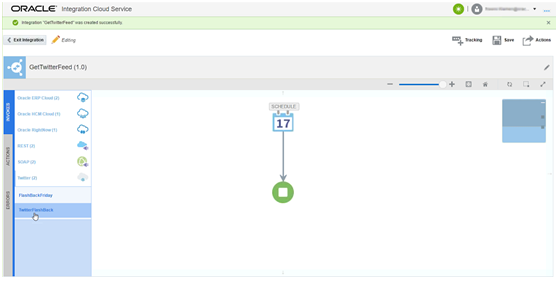 ORACLE Integration Cloud Service
Integration "GetTwitterFeed" was created successfully.
Exit Integration
Editing
Tracking
Save
Actions
GetTwitterFeed (1.0)
INVOKES
ACTIONS
ERRORS
Oracle ERP Cloud (2)
Oracle HCM Cloud (1)
Oracle RightNow (1)
REST (2)
SOAP (2)
Twitter (2)
FlashBackFriday
TwitterFlashBack
SCHEDULE
17